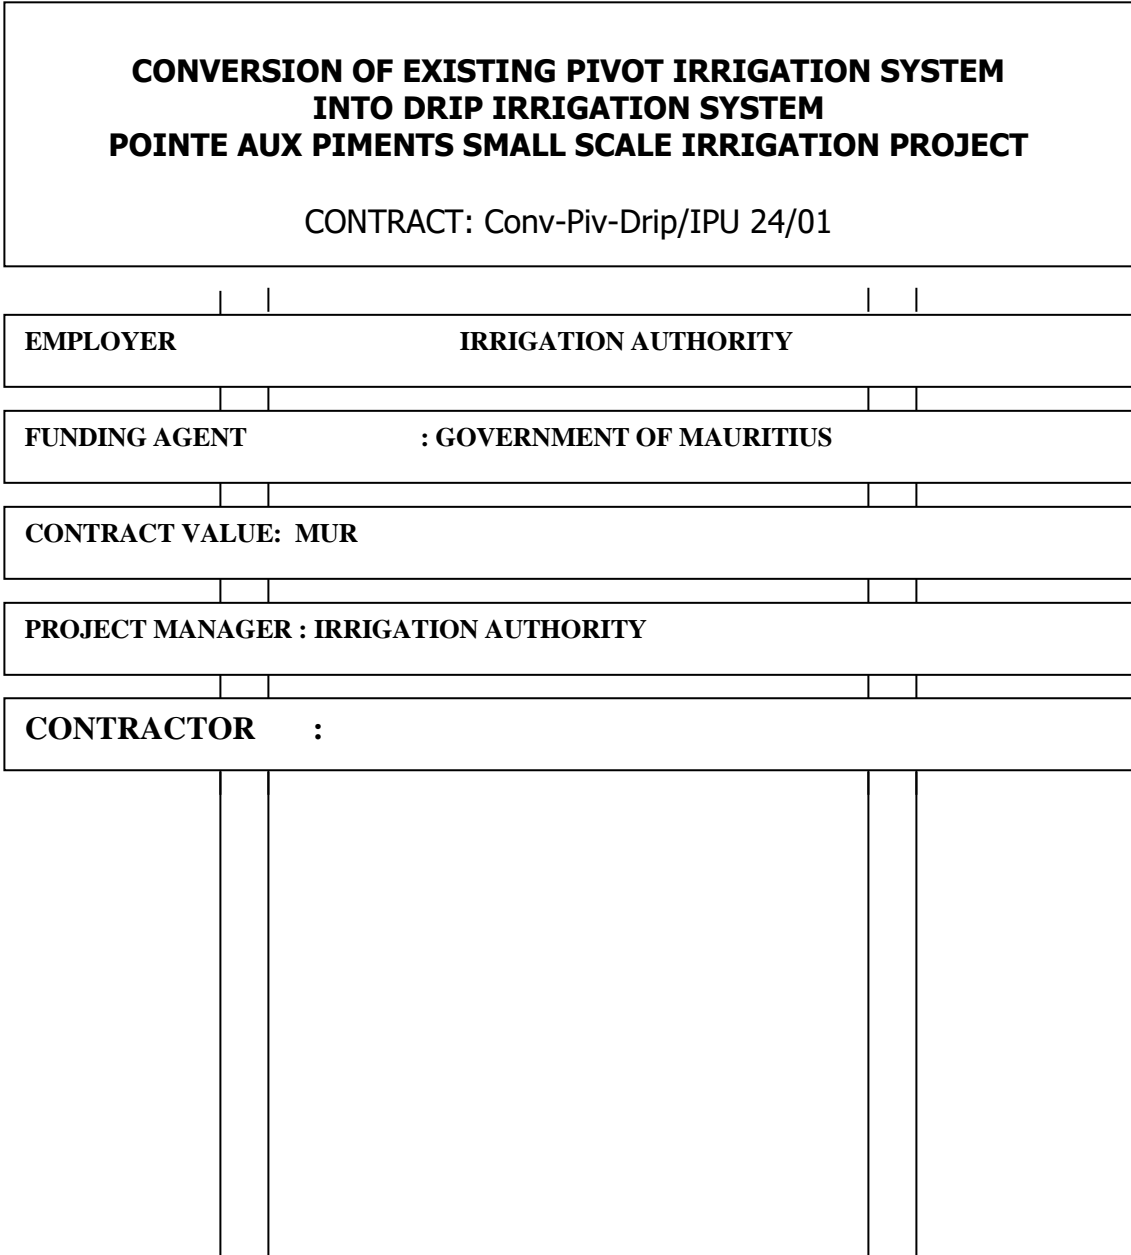 CONVERSION OF EXISTING PIVOT IRRIGATION SYSTEM
INTO DRIP IRRIGATION SYSTEM
POINTE AUX PIMENTS SMALL SCALE IRRIGATION PROJECT
CONTRACT: Conv-Piv-Drip/IPU 24/01
EMPLOYER IRRIGATION AUTHORITY
FUNDING AGENT : GOVERNMENT OF MAURITIUS
CONTRACT VALUE: MUR
PROJECT MANAGER : IRRIGATION AUTHORITY
CONTRACTOR :